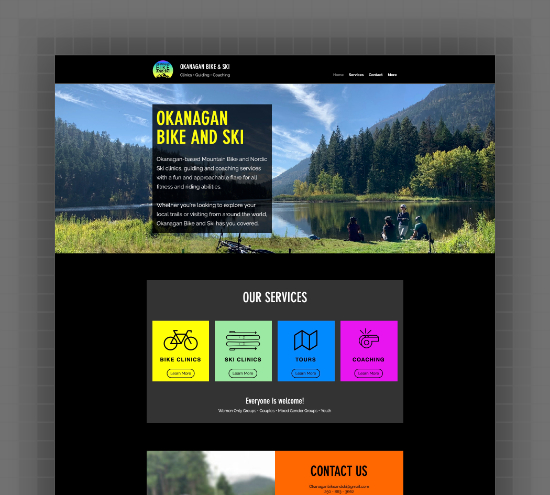 OKANAGAN BIKE & SKI
Clinics • Guiding • Coaching
Home Services Contact More
OKANAGAN
BIKE AND SKI
Okanagan-based Mountain Bike and Nordic
Ski clinics, guiding and coaching services
with a fun and approachable flare for all
fitness and riding abilities.
Whether you're looking to explore your
local trails or visiting from around the world,
Okanagan Bike and Ski has you covered.
OUR SERVICES
BIKE CLINICS
Learn More
SKI CLINICS
Learn More
TOURS
Learn More
COACHING
Learn More
Everyone is welcome!
Women Only Groups • Couples • Mixed Gender Groups • Youth
CONTACT US